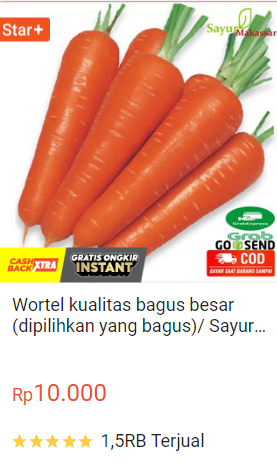 Star+
Sayur
Makassar
GrabExpress
Grab
GO SEND
COD
BAYAR SAAT BARANG SAMPAI
CASH BACK XTRA
GRATIS ONGKIR
INSTANT
Wortel kualitas bagus besar
(dipilihkan yang bagus)/ Sayur...
Rp10.000
1,5RB Terjual